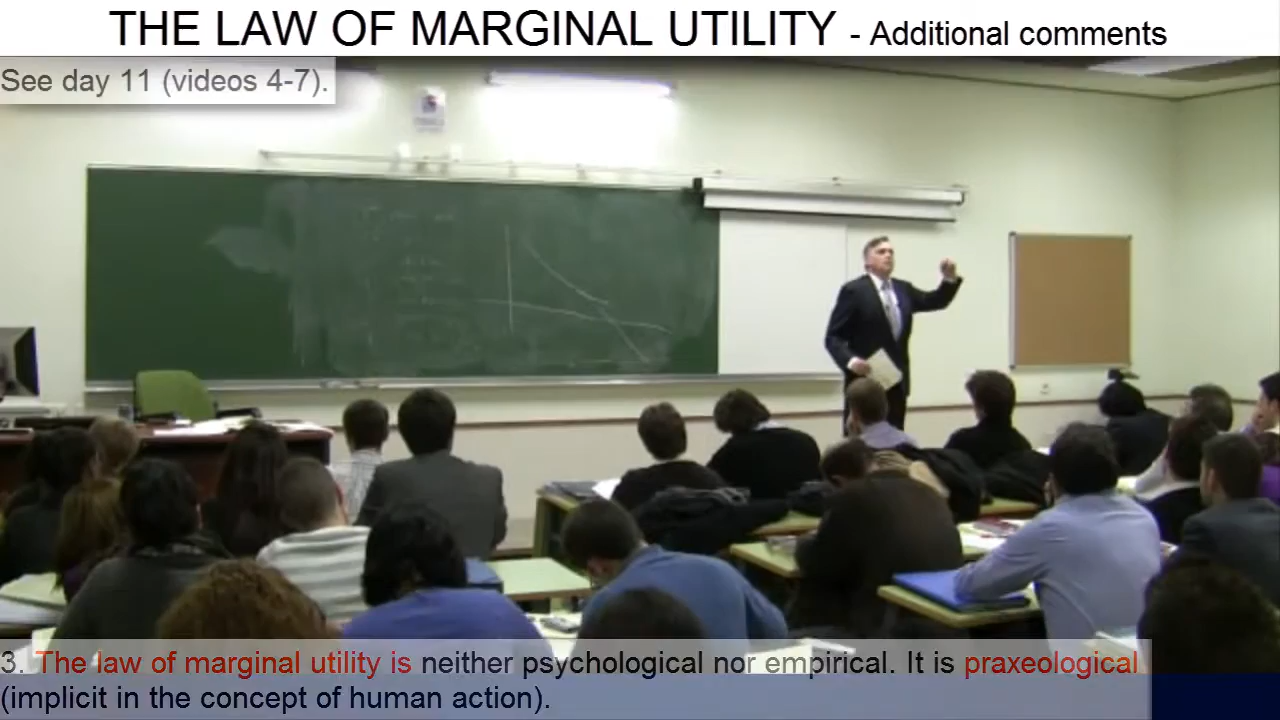 THE LAW OF MARGINAL UTILITY - Additional comments
See day 11 (videos 4-7).
3. The law of marginal utility is neither psychological nor empirical. It is praxeological
(implicit in the concept of human action).